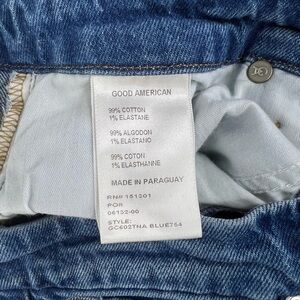 GOOD AMERICAN
99% COTTON
1% ELASTANE
99% ALGODON
1% ELASTANO
99% COTON
1% ELASTHANNE
MADE IN PARAGUAY
RN# 151301
POR
06132-00
STYLE:
GC602TNA BLUE754